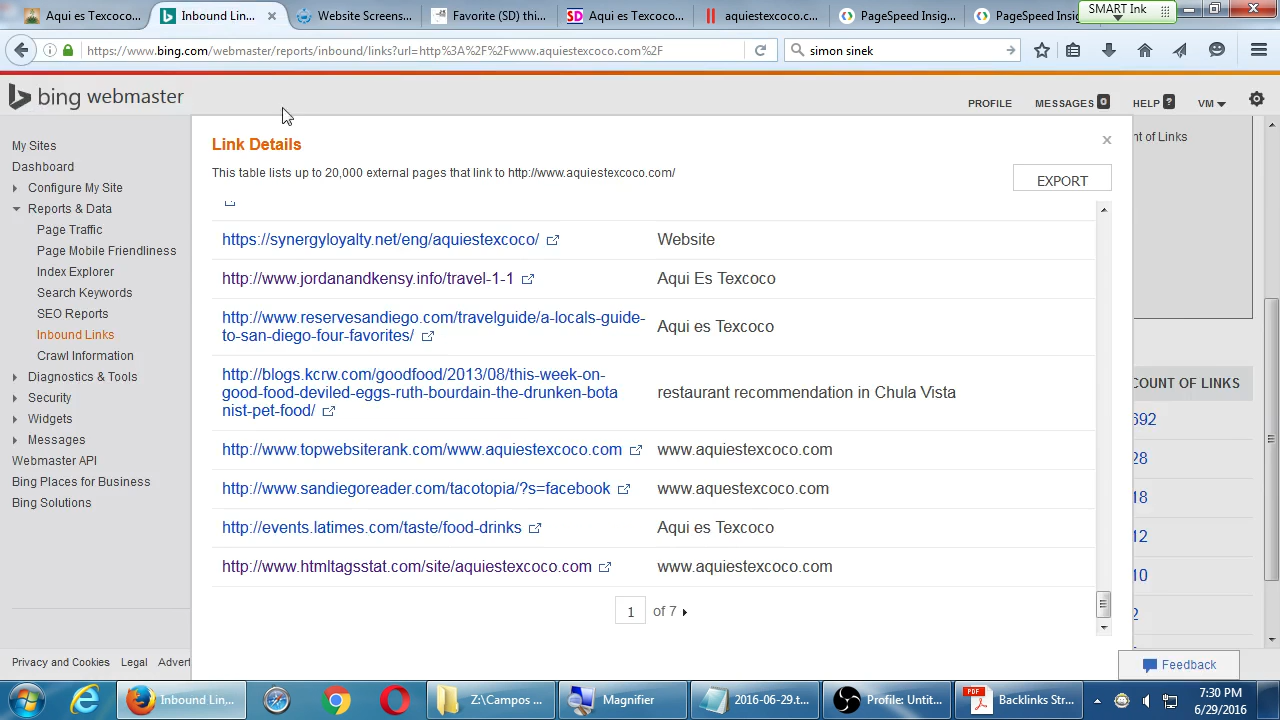 Aqui es Texcoco...
Inbound Lin...
Website Screens...
Favorite (SD) thi...
SD Aqui es Texcoco...
aquiestexcoco.c...
PageSpeed Insig...
PageSpeed Insig
SMART Ink
https://www.bing.com/webmaster/reports/inbound/links?url=http%3A%2F%2Fwww.aquiestexcoco.com%2F
simon sinek
bing webmaster
PROFILE
MESSAGES 0
HELP ?
VM
My Sites
Dashboard
Configure My Site
Reports & Data
Page Traffic
Page Mobile Friendliness
Index Explorer
Search Keywords
SEO Reports
Inbound Links
Crawl Information
Diagnostics & Tools
Security
Widgets
Messages
Webmaster API
Bing Places for Business
Bing Solutions
Privacy and Cookies Legal Advert
Link Details
x
This table lists up to 20,000 external pages that link to http://www.aquiestexcoco.com/
EXPORT
https://synergyloyalty.net/eng/aquiestexcoco/ Website
http://www.jordanandkensy.info/travel-1-1 Aqui Es Texcoco
http://www.reservesandiego.com/travelguide/a-locals-guide-
to-san-diego-four-favorites/
Aqui es Texcoco
http://blogs.kcrw.com/goodfood/2013/08/this-week-on-
good-food-deviled-eggs-ruth-bourdain-the-drunken-bota
nist-pet-food/
restaurant recommendation in Chula Vista
http://www.topwebsiterank.com/www.aquiestexcoco.com www.aquiestexcoco.com
http://www.sandiegoreader.com/tacotopia/?s=facebook www.aquestexcoco.com
http://events.latimes.com/taste/food-drinks Aqui es Texcoco
http://www.htmltagsstat.com/site/aquiestexcoco.com www.aquiestexcoco.com
1 of 7
nt of Links
COUNT OF LINKS
692
28
18
12
10
2
Feedback
Inbound Lin...
Z:\Campos ...
Magnifier
2016-06-29.t...
Profile: Untit...
PDF Backlinks Str...
7:30 PM
6/29/2016